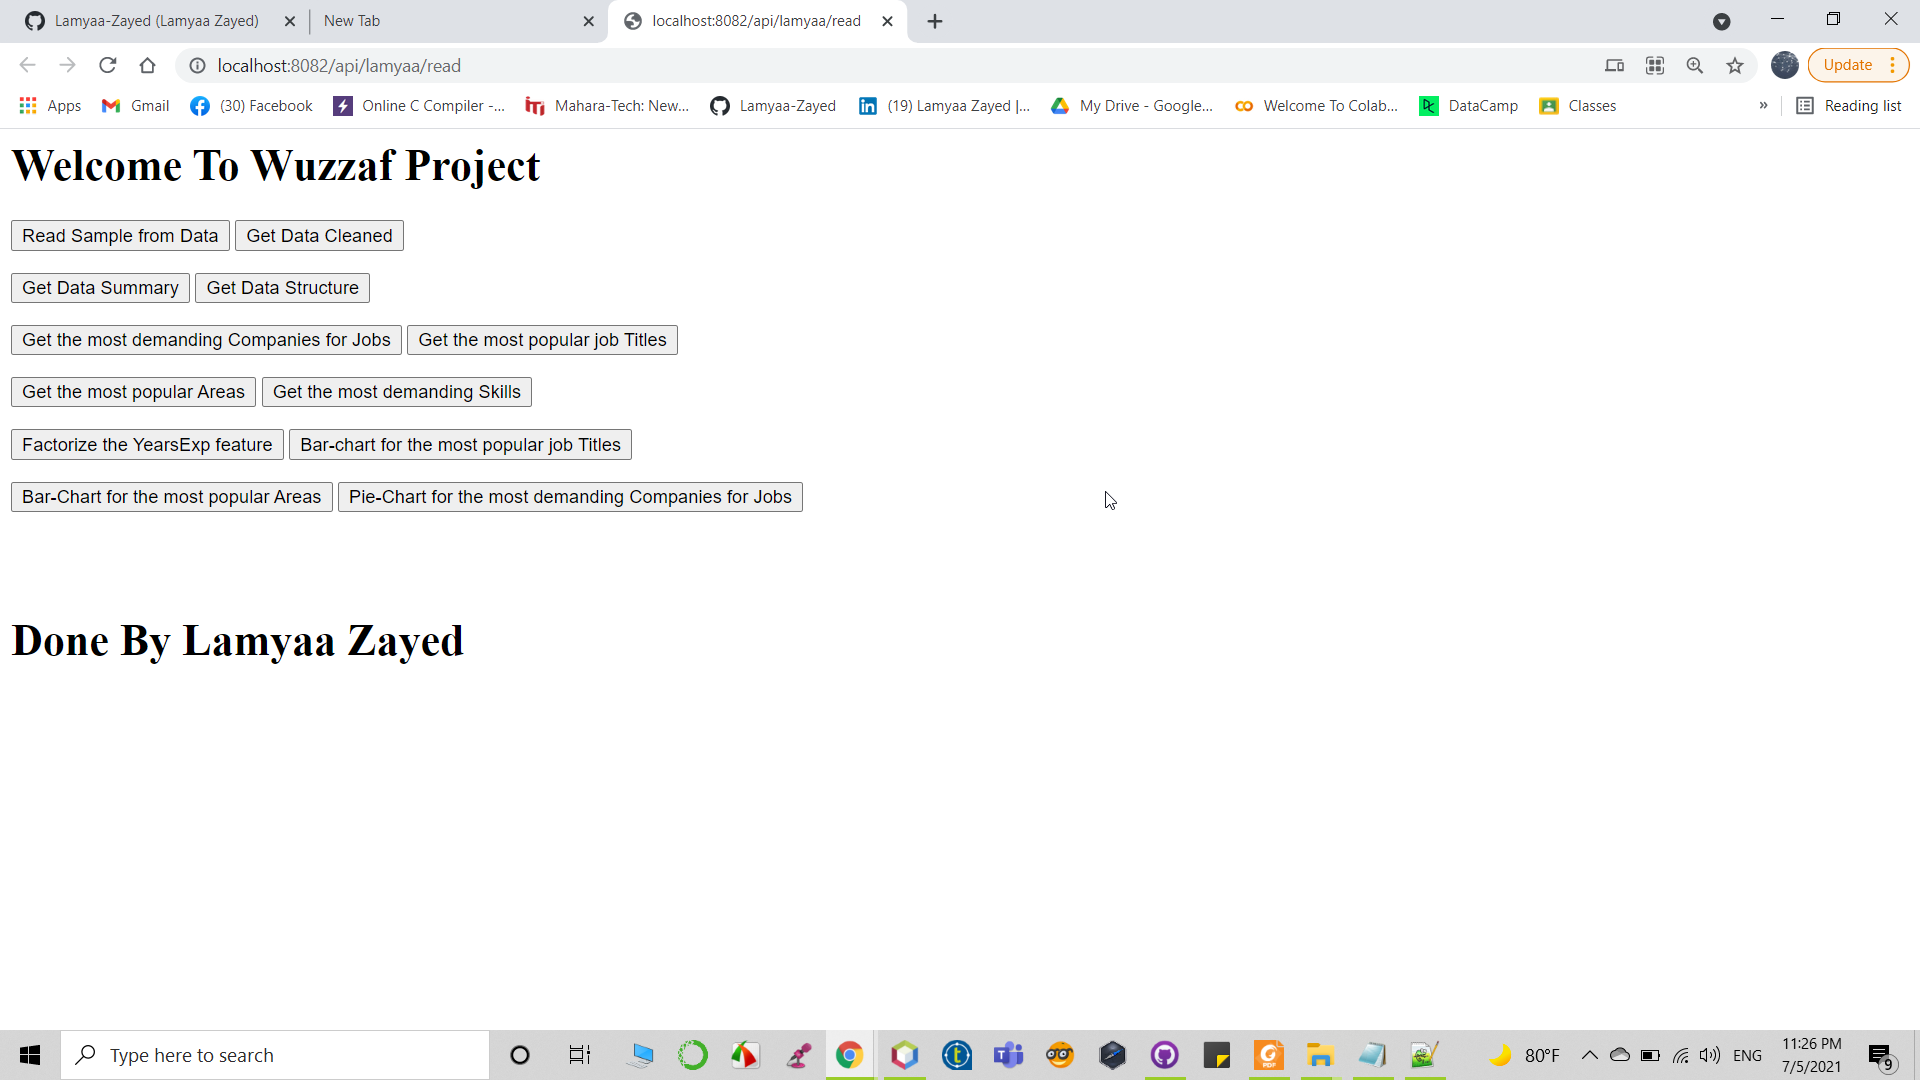 Lamyaa-Zayed (Lamyaa Zayed) New Tab localhost:8082/api/lamyaa/read
localhost:8082/api/lamyaa/read Update
Apps Gmail (30) Facebook Online C Compiler -... Mahara-Tech: New... Lamyaa-Zayed (19) Lamyaa Zayed |... My Drive - Google... Welcome To Colab... DataCamp Classes » Reading list
Welcome To Wuzzaf Project
Read Sample from Data Get Data Cleaned
Get Data Summary Get Data Structure
Get the most demanding Companies for Jobs Get the most popular job Titles
Get the most popular Areas Get the most demanding Skills
Factorize the YearsExp feature Bar-chart for the most popular job Titles
Bar-Chart for the most popular Areas Pie-Chart for the most demanding Companies for Jobs
Done By Lamyaa Zayed
Type here to search 80°F ENG 11:26 PM
7/5/2021 9